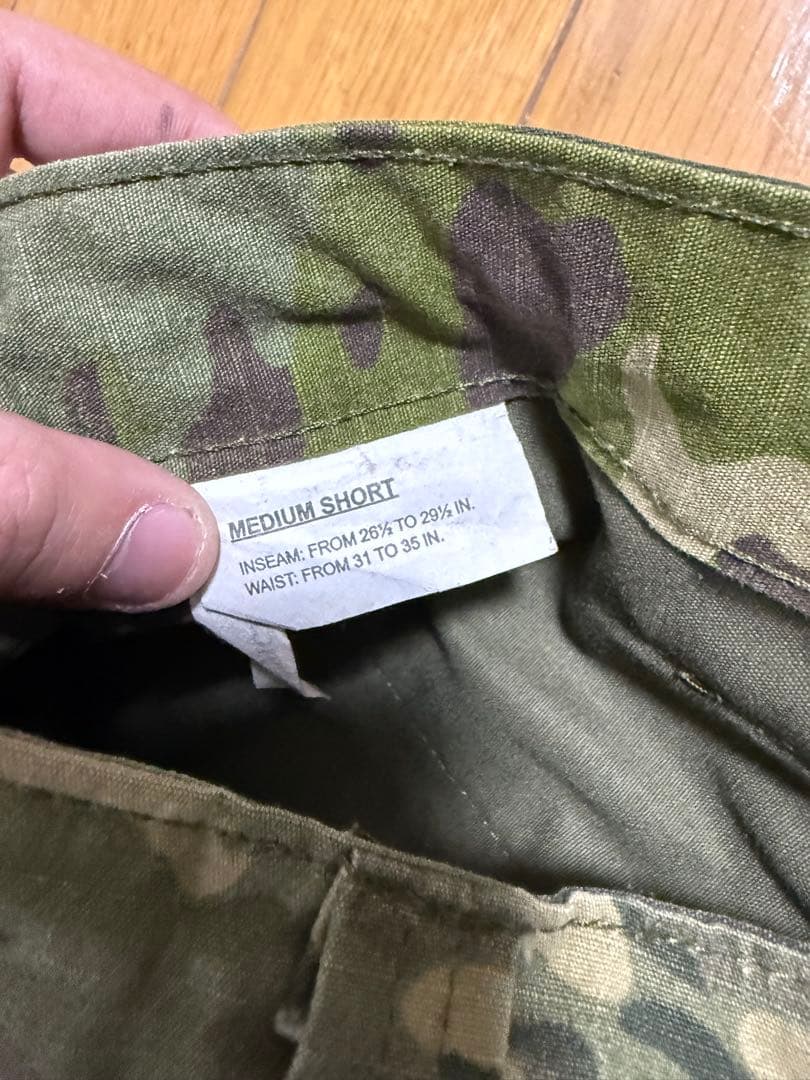 MEDIUM SHORT
INSEAM: FROM 26½ TO 29½ IN.
WAIST: FROM 31 TO 35 IN.